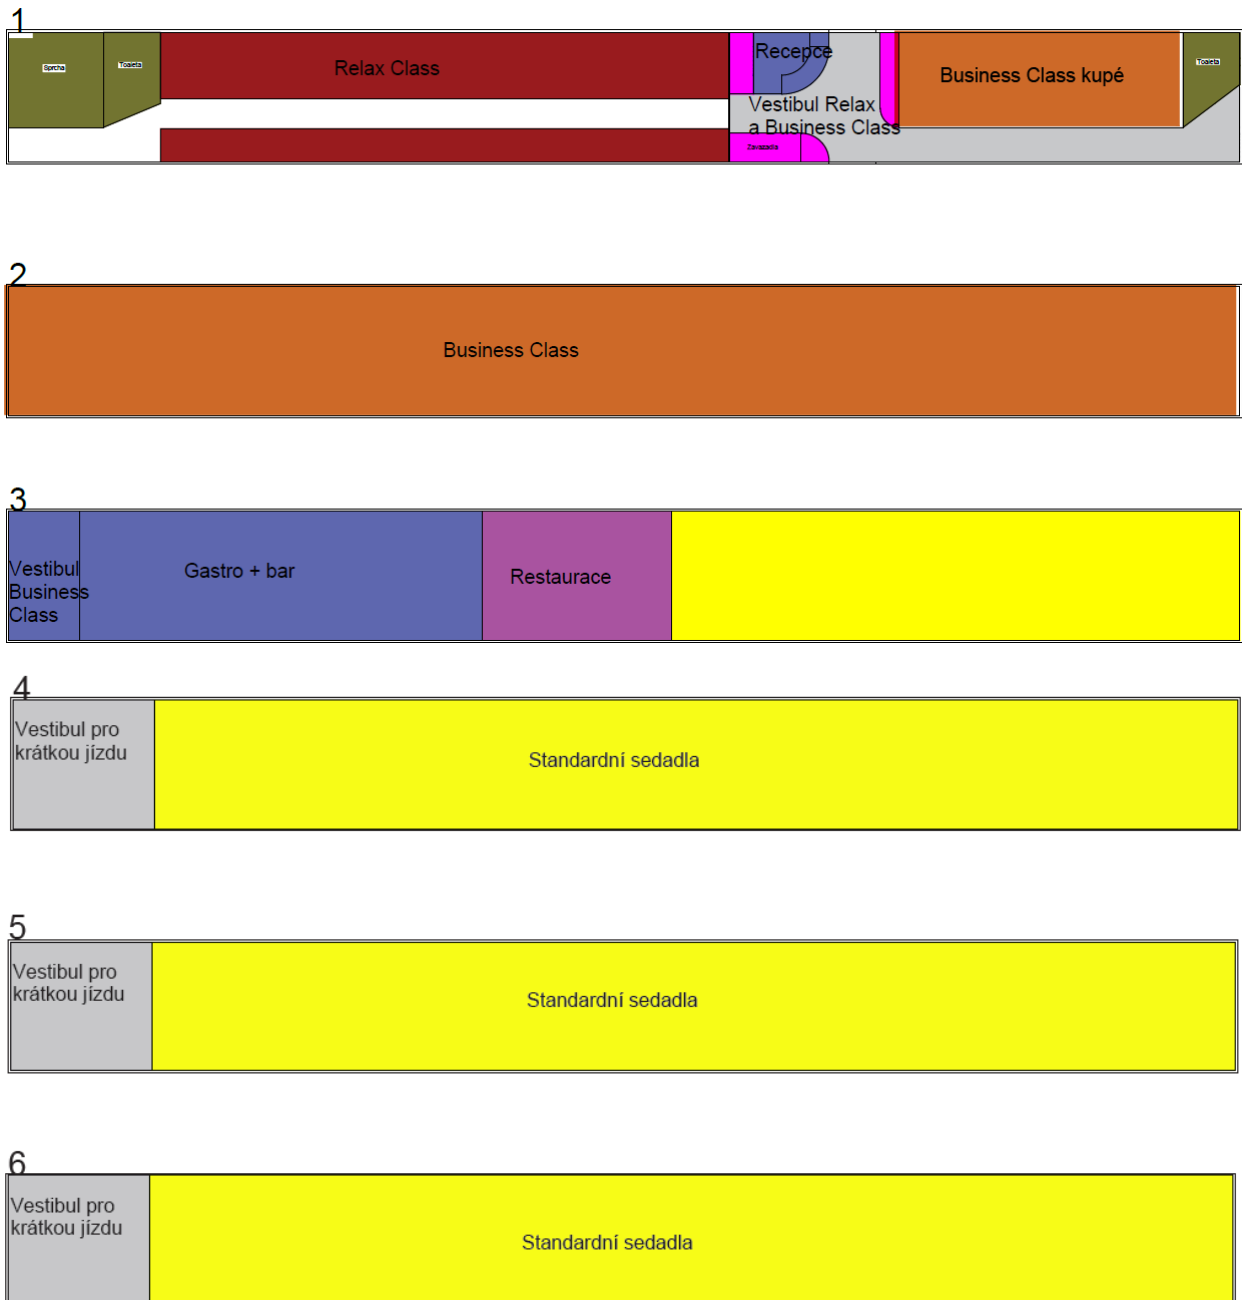 1
Sprcha
Toaleta
Relax Class
Recepce
Vestibul Relax
a Business Class
Zavazadla
Business Class kupé
Toaleta
2
Business Class
3
Vestibul
Business
Class
Gastro + bar
Restaurace
4
Vestibul pro
krátkou jízdu
Standardní sedadla
5
Vestibul pro
krátkou jízdu
Standardní sedadla
6
Vestibul pro
krátkou jízdu
Standardní sedadla